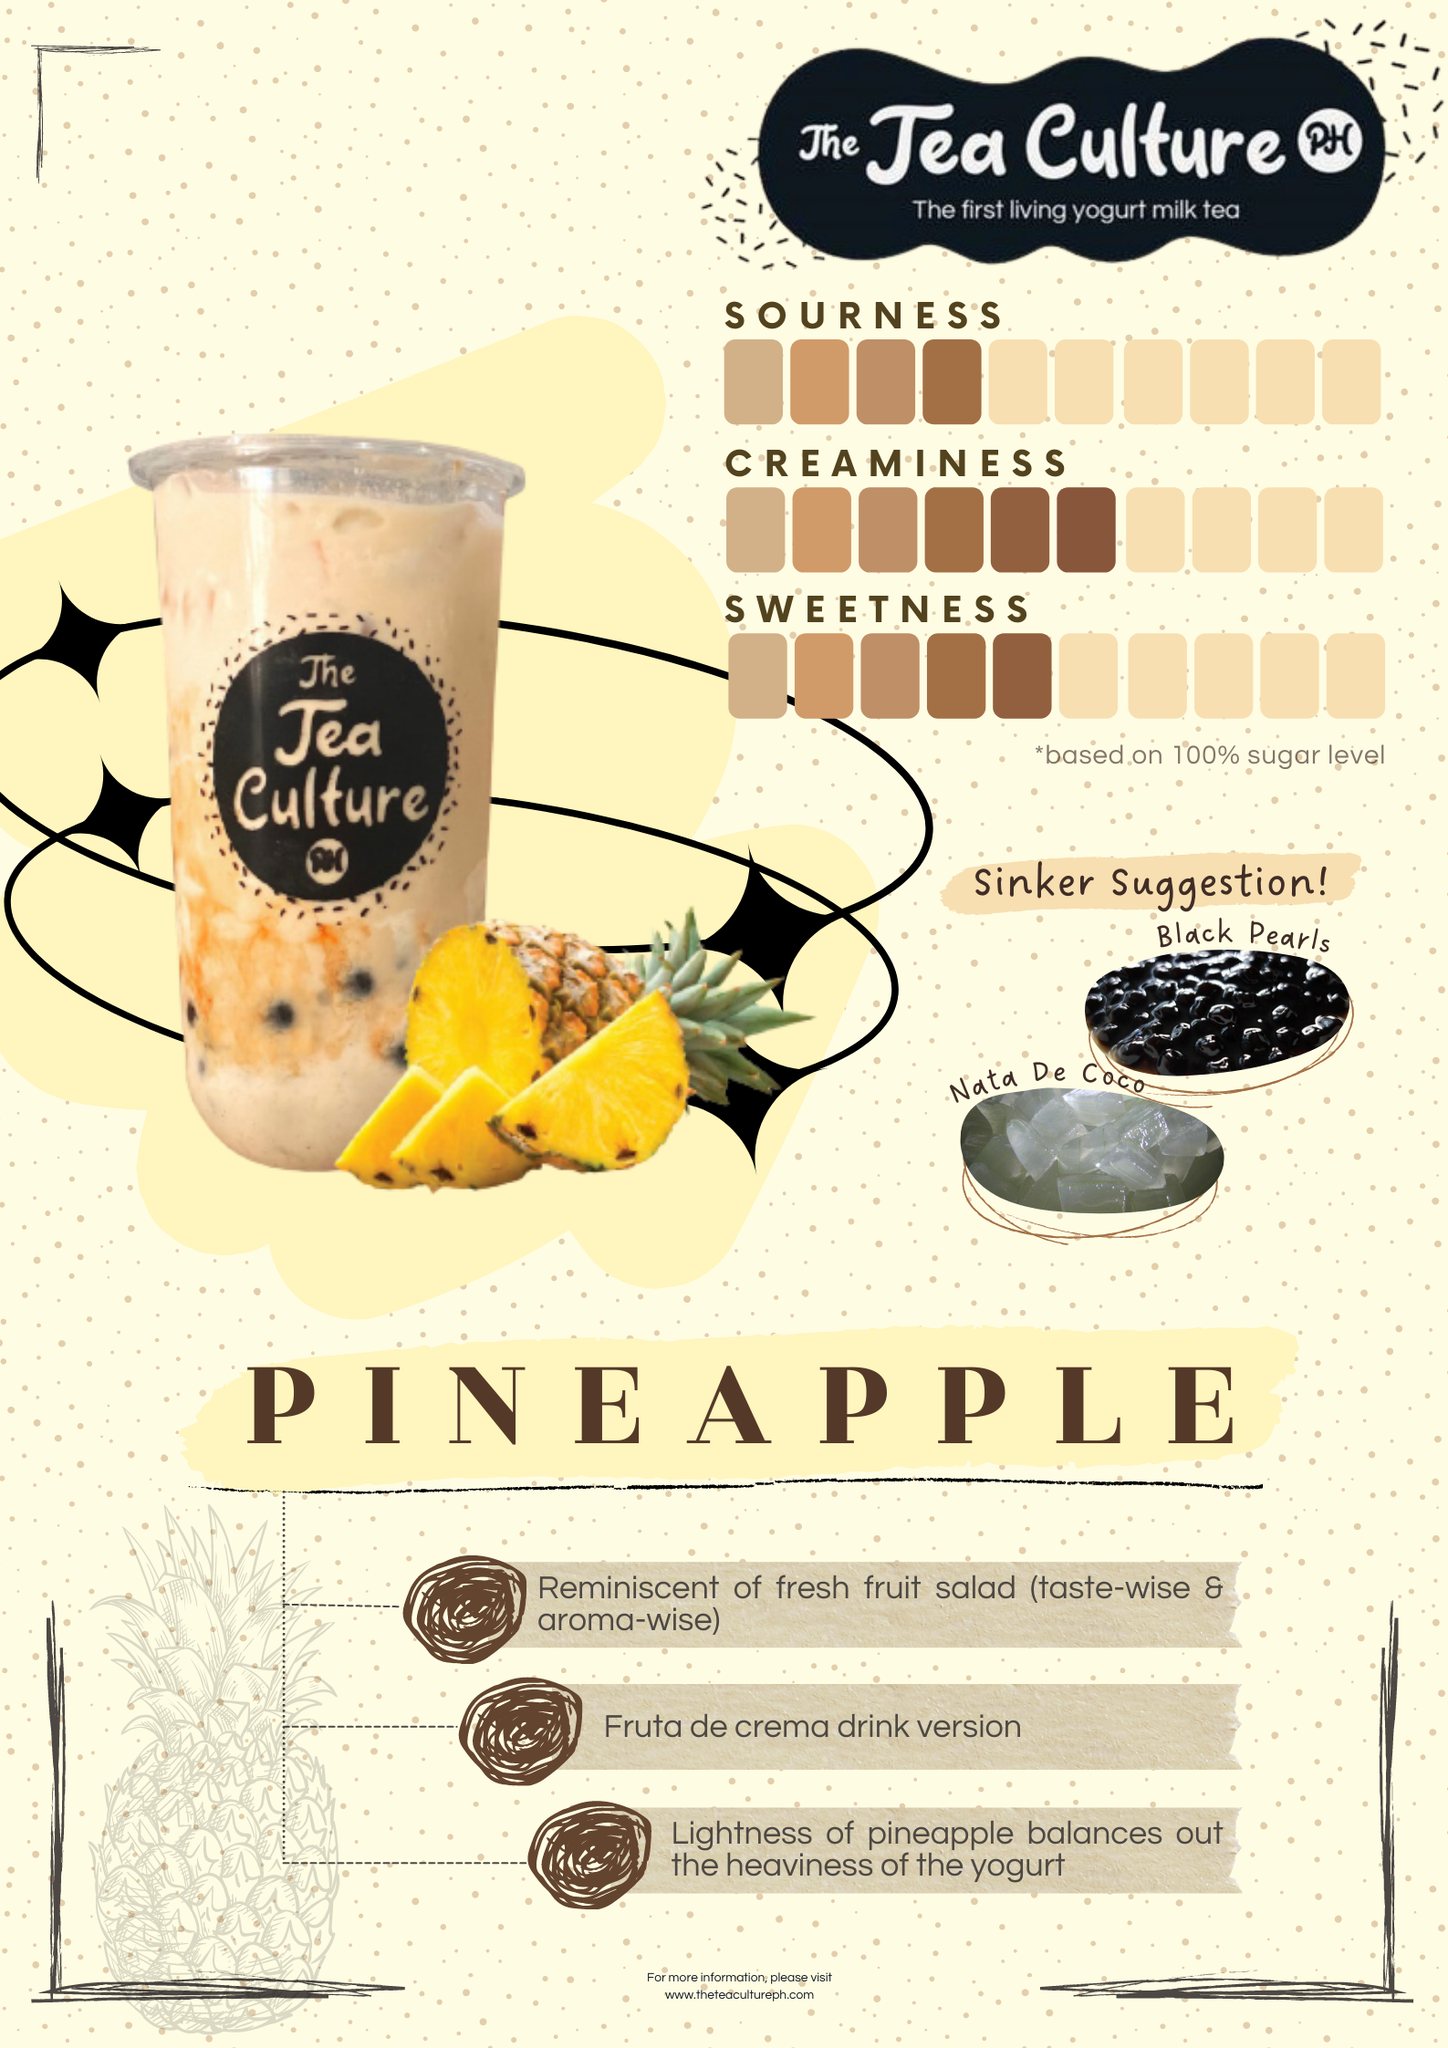 The Tea Culture PH
The first living yogurt milk tea
SOURNESS
CREAMINESS
SWEETNESS
*based on 100% sugar level
The
Tea
Culture
PH
Sinker Suggestion!
Black Pearls
Nata De Coco
PINEAPPLE
Reminiscent of fresh fruit salad (taste-wise &
aroma-wise)
Fruta de crema drink version
Lightness of pineapple balances out
the heaviness of the yogurt
For more information, please visit
www.theteacultureph.com